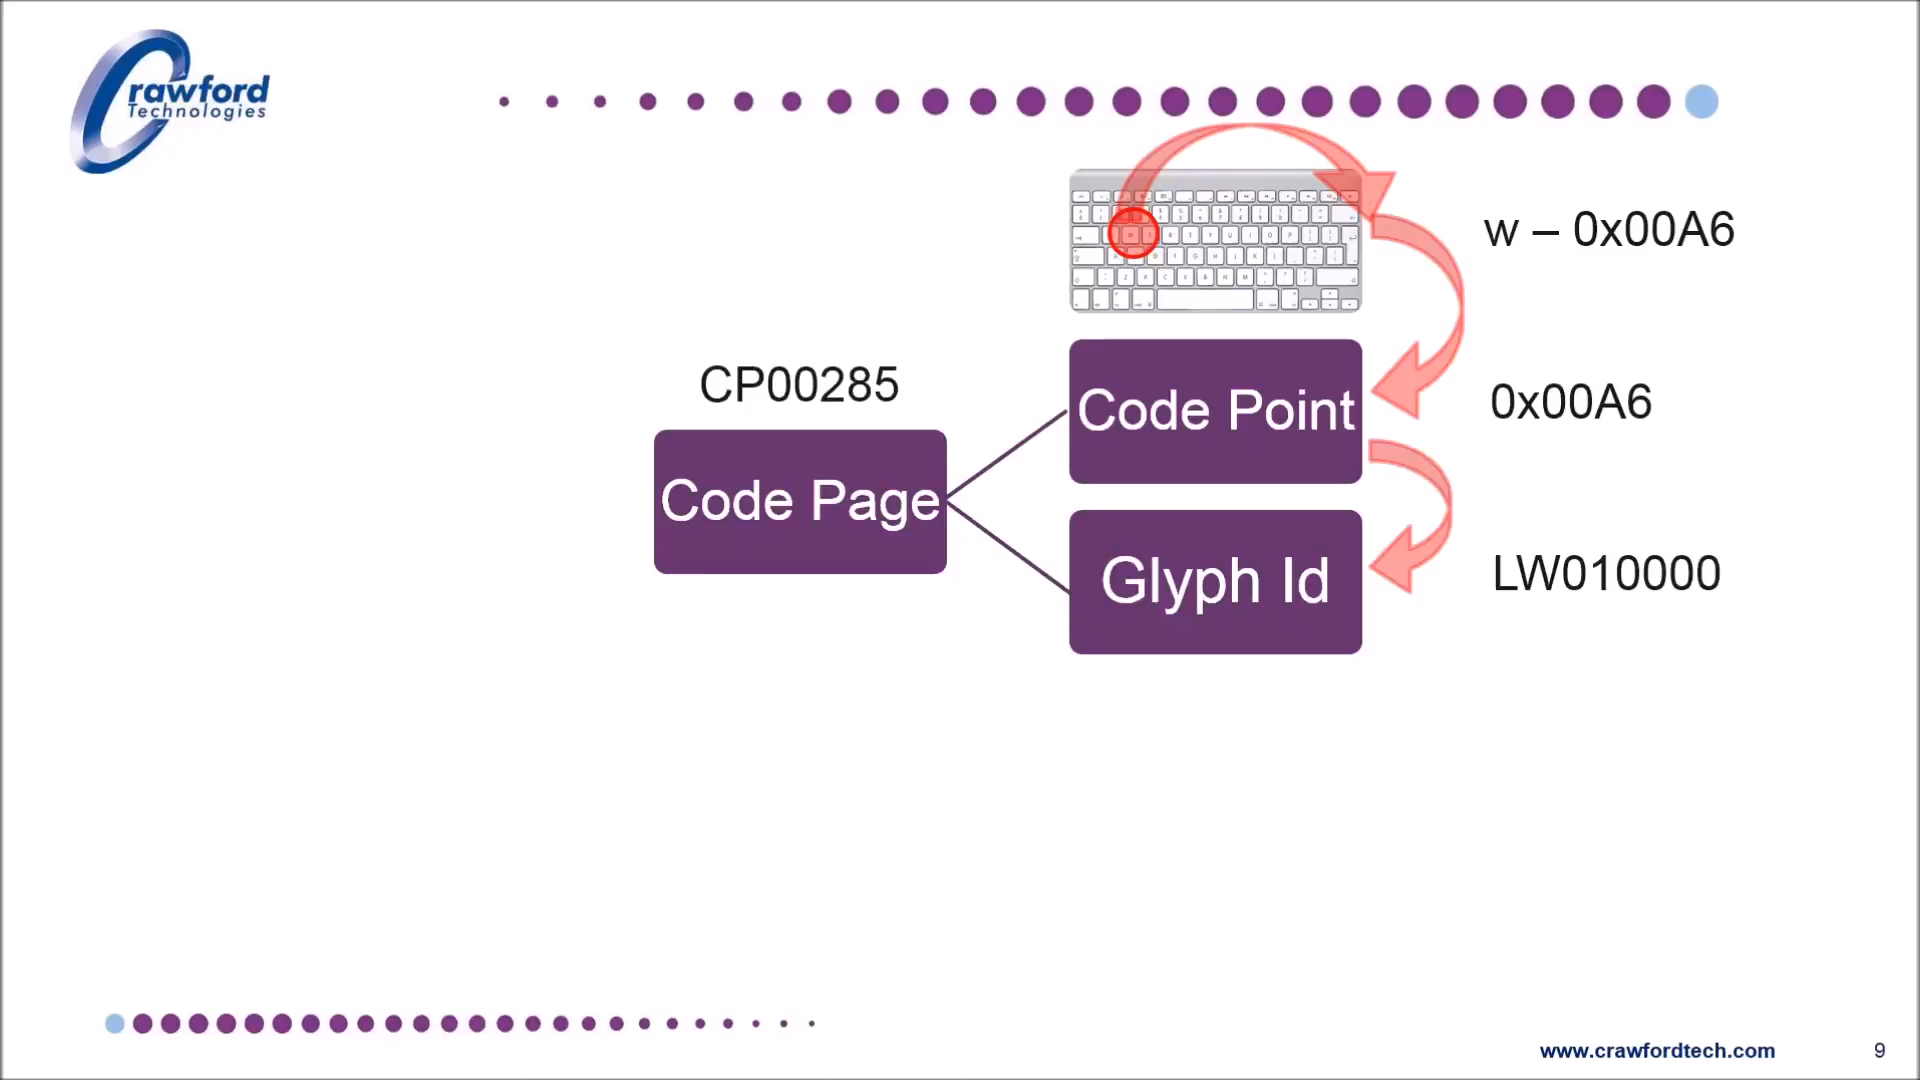 Crawford
Technologies
w – 0x00A6
CP00285
Code Point
0x00A6
Code Page
Glyph Id
LW010000
www.crawfordtech.com
9